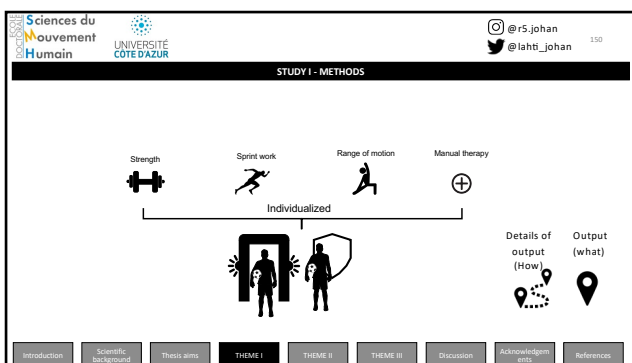 ECOLE
DOCTORALE
Sciences du
Mouvement
Humain
UNIVERSITÉ
CÔTE D'AZUR
@r5.johan
@lahti_johan
150
STUDY I - METHODS
Strength
Sprint work
Range of motion
Manual therapy
Individualized
Details of
output
(How)
Output
(what)
Introduction
Scientific
background
Thesis aims
THEME I
THEME II
THEME III
Discussion
Acknowledgem
ents
References